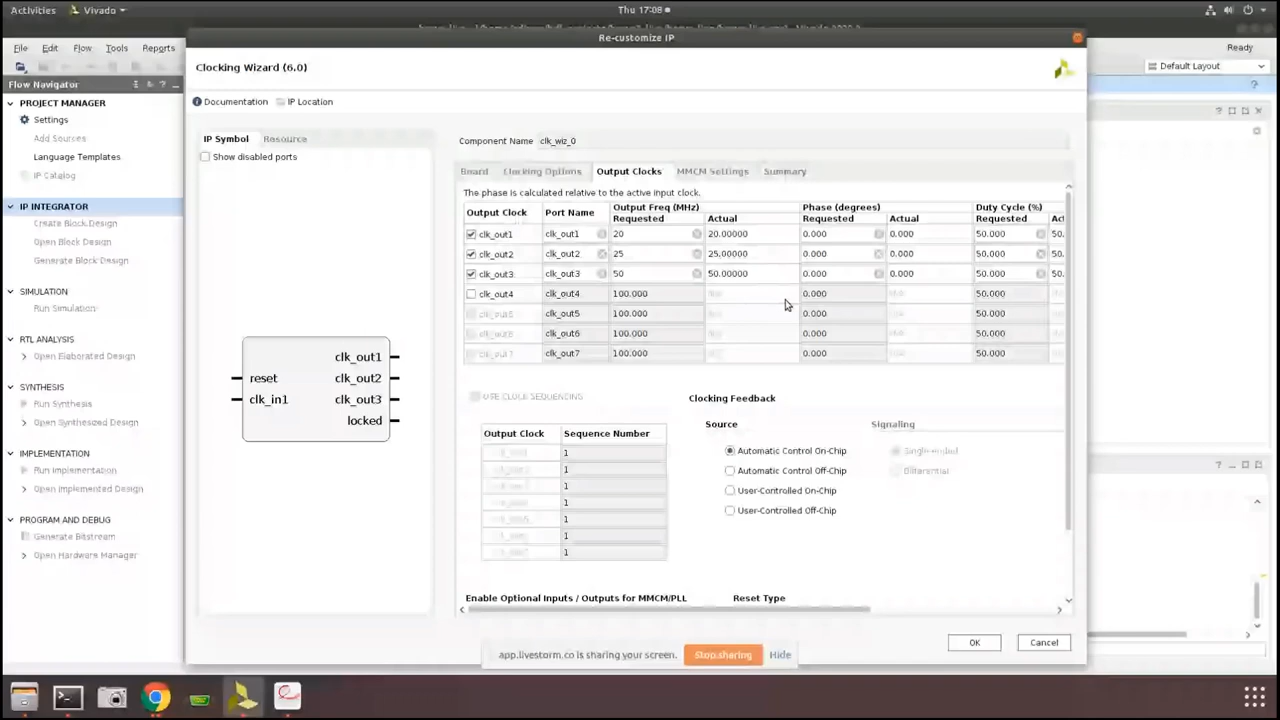 Activities Vivado Thu 17:08
Re-customize IP
File Edit Flow Tools Reports Ready
Default Layout
Flow Navigator
PROJECT MANAGER
Settings
Add Sources
Language Templates
IP Catalog
IP INTEGRATOR
Create Block Design
Open Block Design
Generate Block Design
SIMULATION
Run Simulation
RTL ANALYSIS
Open Elaborated Design
SYNTHESIS
Run Synthesis
Open Synthesized Design
IMPLEMENTATION
Run Implementation
Open Implemented Design
PROGRAM AND DEBUG
Generate Bitstream
Open Hardware Manager
Clocking Wizard (6.0)
Documentation IP Location
IP Symbol Resource
Show disabled ports
reset
clk_in1
clk_out1
clk_out2
clk_out3
locked
Component Name clk_wiz_0
Board Clocking Options Output Clocks MMCM Settings Summary
The phase is calculated relative to the active input clock.
Output Clock Port Name Output Freq (MHz) Phase (degrees) Duty Cycle (%)
Requested Actual Requested Actual Requested Act
clk_out1 clk_out1 20 20.00000 0.000 0.000 50.000 50.
clk_out2 clk_out2 25 25.00000 0.000 0.000 50.000 50.
clk_out3 clk_out3 50 50.00000 0.000 0.000 50.000 50.
clk_out4 clk_out4 100.000 0.000 50.000
clk_out5 clk_out5 100.000 0.000 50.000
clk_out6 clk_out6 100.000 0.000 50.000
clk_out7 clk_out7 100.000 0.000 50.000
USE CLOCK SEQUENCING
Output Clock Sequence Number
1
1
1
1
1
1
1
Clocking Feedback
Source Signaling
Automatic Control On-Chip Single-ended
Automatic Control Off-Chip Differential
User-Controlled On-Chip
User-Controlled Off-Chip
Enable Optional Inputs / Outputs for MMCM/PLL Reset Type
OK Cancel
app.livestorm.co is sharing your screen. Stop sharing Hide